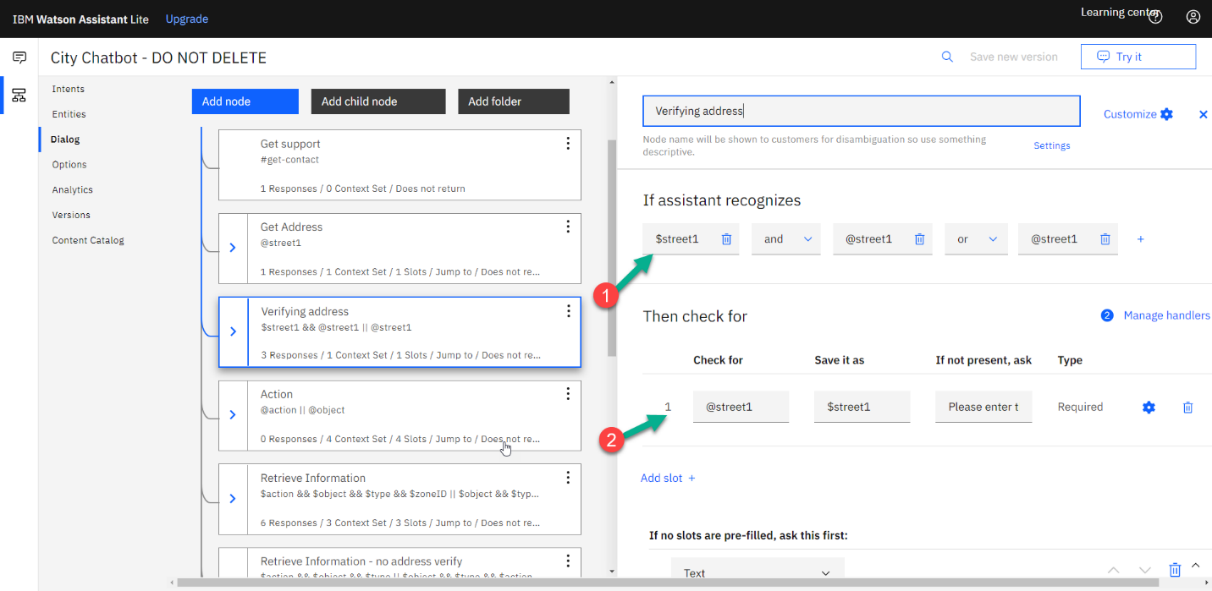 IBM Watson Assistant Lite Upgrade Learning center
City Chatbot - DO NOT DELETE Save new version Try it
Intents
Entities
Dialog
Options
Analytics
Versions
Content Catalog
Add node Add child node Add folder
Get support
#get-contact
1 Responses / 0 Context Set / Does not return
Get Address
@street1
1 Responses / 1 Context Set / 1 Slots / Jump to / Does not re...
Verifying address
$street1 && @street1 || @street1
3 Responses / 1 Context Set / 1 Slots / Jump to / Does not re...
Action
@action || @object
0 Responses / 4 Context Set / 4 Slots / Jump to / Does not re...
Retrieve Information
$action && $object && $type && $zoneID || $object && $typ...
6 Responses / 3 Context Set / 3 Slots / Jump to / Does not re...
Retrieve Information - no address verify
$action && $object && $type || $object && $type && $action
Verifying address
Customize
Node name will be shown to customers for disambiguation so use something
descriptive.
Settings
If assistant recognizes
$street1 and @street1 or @street1 +
1
Then check for
2 Manage handlers
Check for Save it as If not present, ask Type
1 @street1 $street1 Please enter t Required
2
Add slot +
If no slots are pre-filled, ask this first:
Text